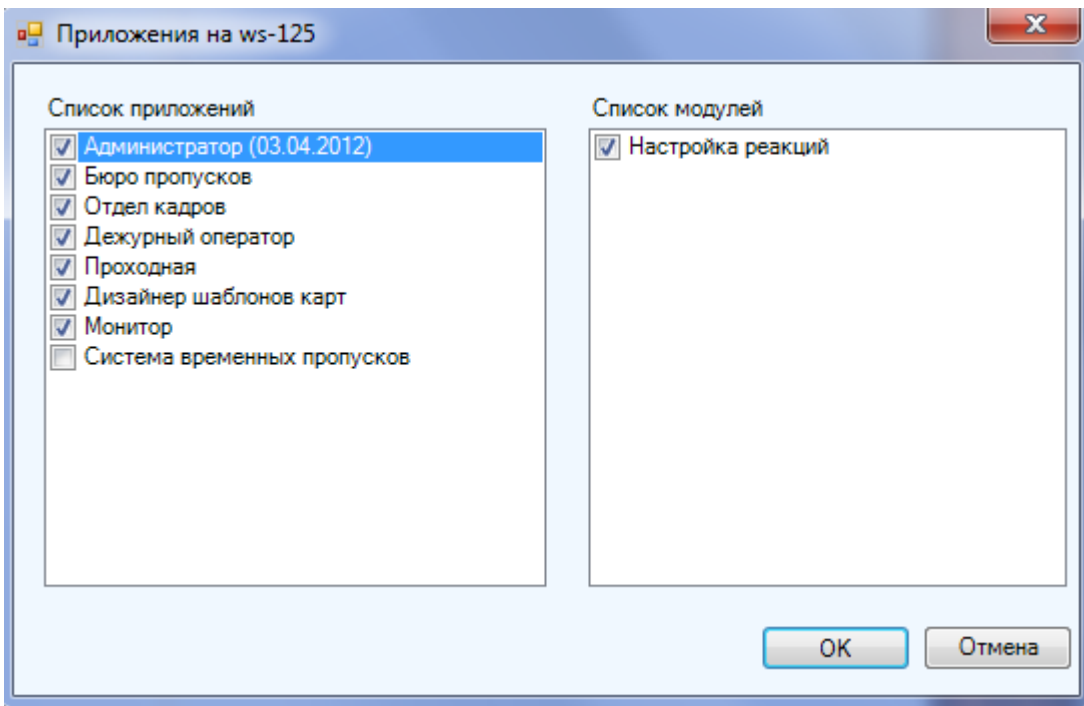 Приложения на ws-125
Список приложений
Администратор (03.04.2012)
Бюро пропусков
Отдел кадров
Дежурный оператор
Проходная
Дизайнер шаблонов карт
Монитор
Система временных пропусков
Список модулей
Настройка реакций
OK
Отмена